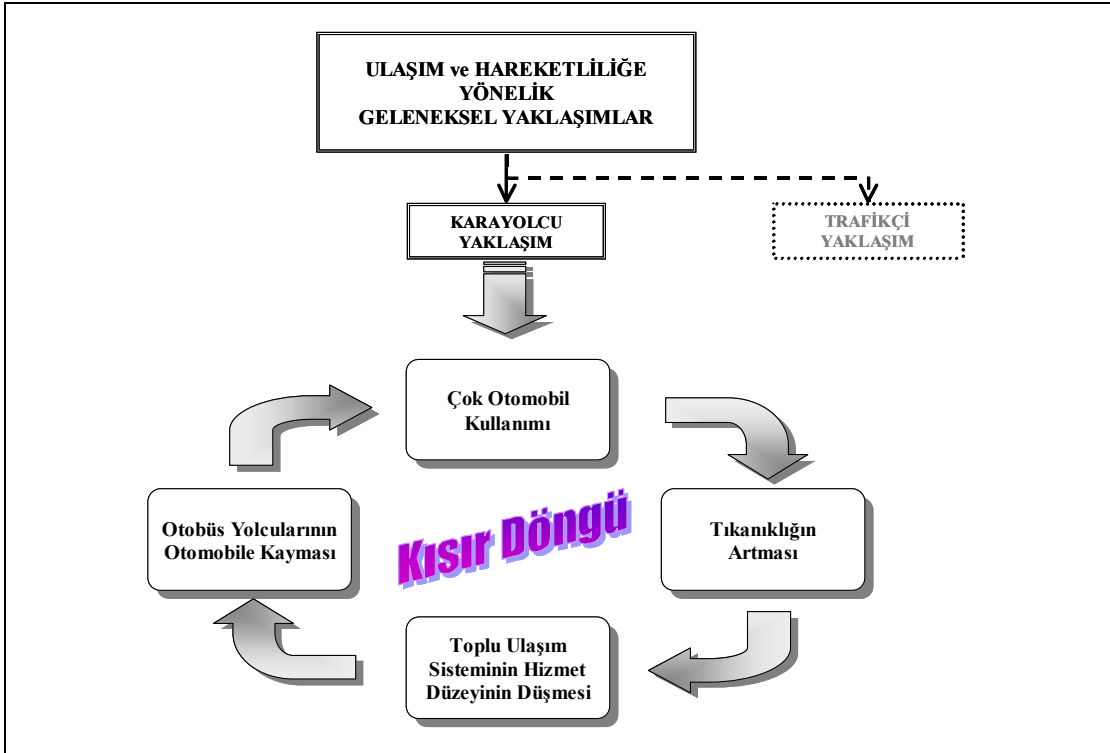 ULAŞIM ve HAREKETLİLİĞE
YÖNELİK
GELENEKSEL YAKLAŞIMLAR
KARAYOLCU
YAKLAŞIM
TRAFİKÇİ
YAKLAŞIM
Çok Otomobil
Kullanımı
Otobüs Yolcularının
Otomobile Kayması
Kısır Döngü
Tıkanıklığın
Artması
Toplu Ulaşım
Sisteminin Hizmet
Düzeyinin Düşmesi